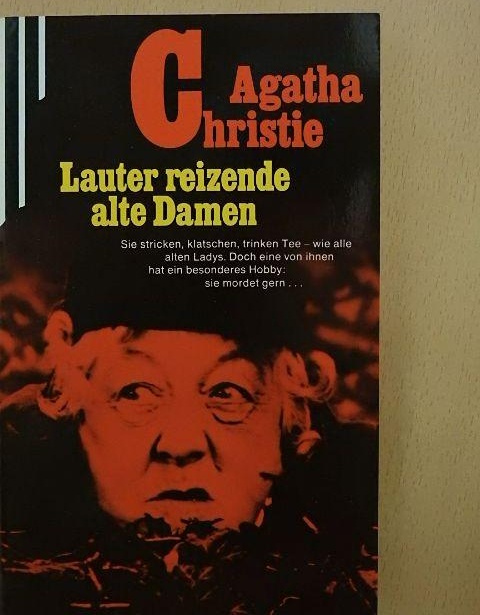 Agatha
Christie
Lauter reizende
alte Damen
Sie stricken, klatschen, trinken Tee – wie alle
alten Ladys. Doch eine von ihnen
hat ein besonderes Hobby:
sie mordet gern . . .